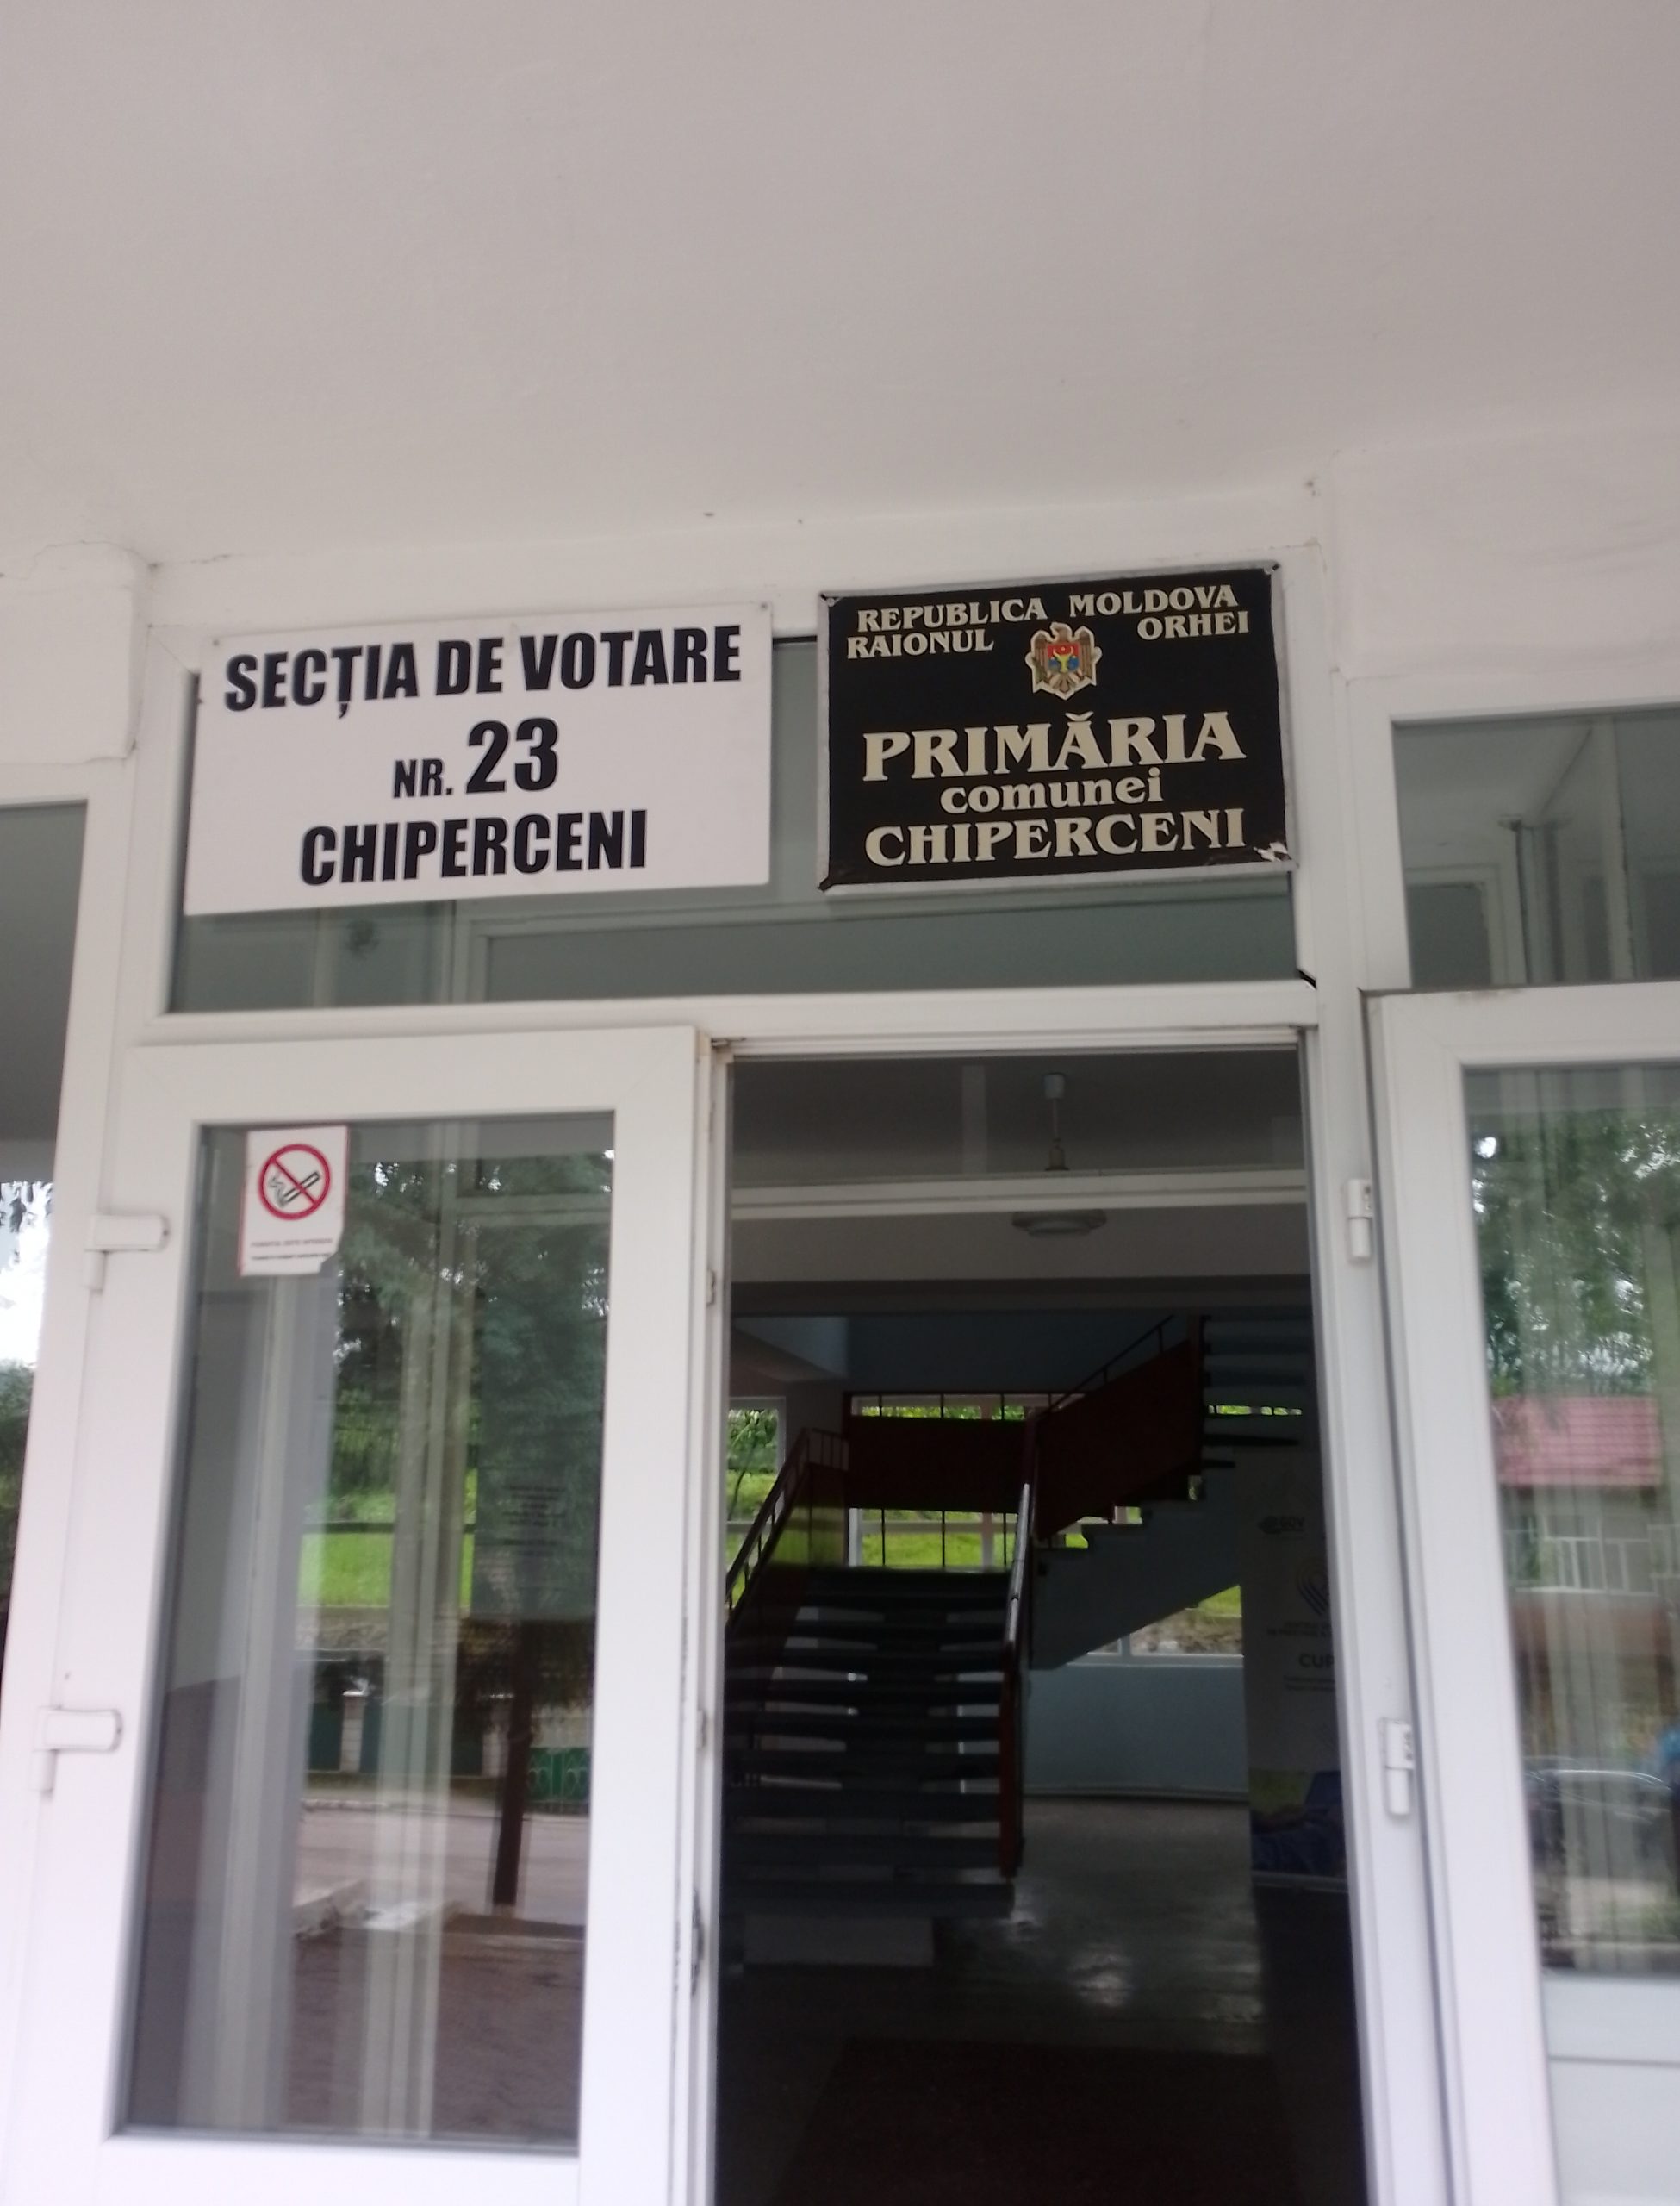 SECȚIA DE VOTARE
NR. 23
CHIPERCENI
REPUBLICA MOLDOVA
RAIONUL ORHEI
PRIMĂRIA
comunei
CHIPERCENI